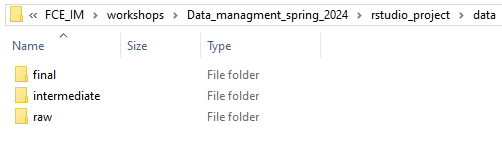 « FCE_IM > workshops > Data_managment_spring_2024 > rstudio_project > data
Name Size Type
final File folder
intermediate File folder
raw File folder